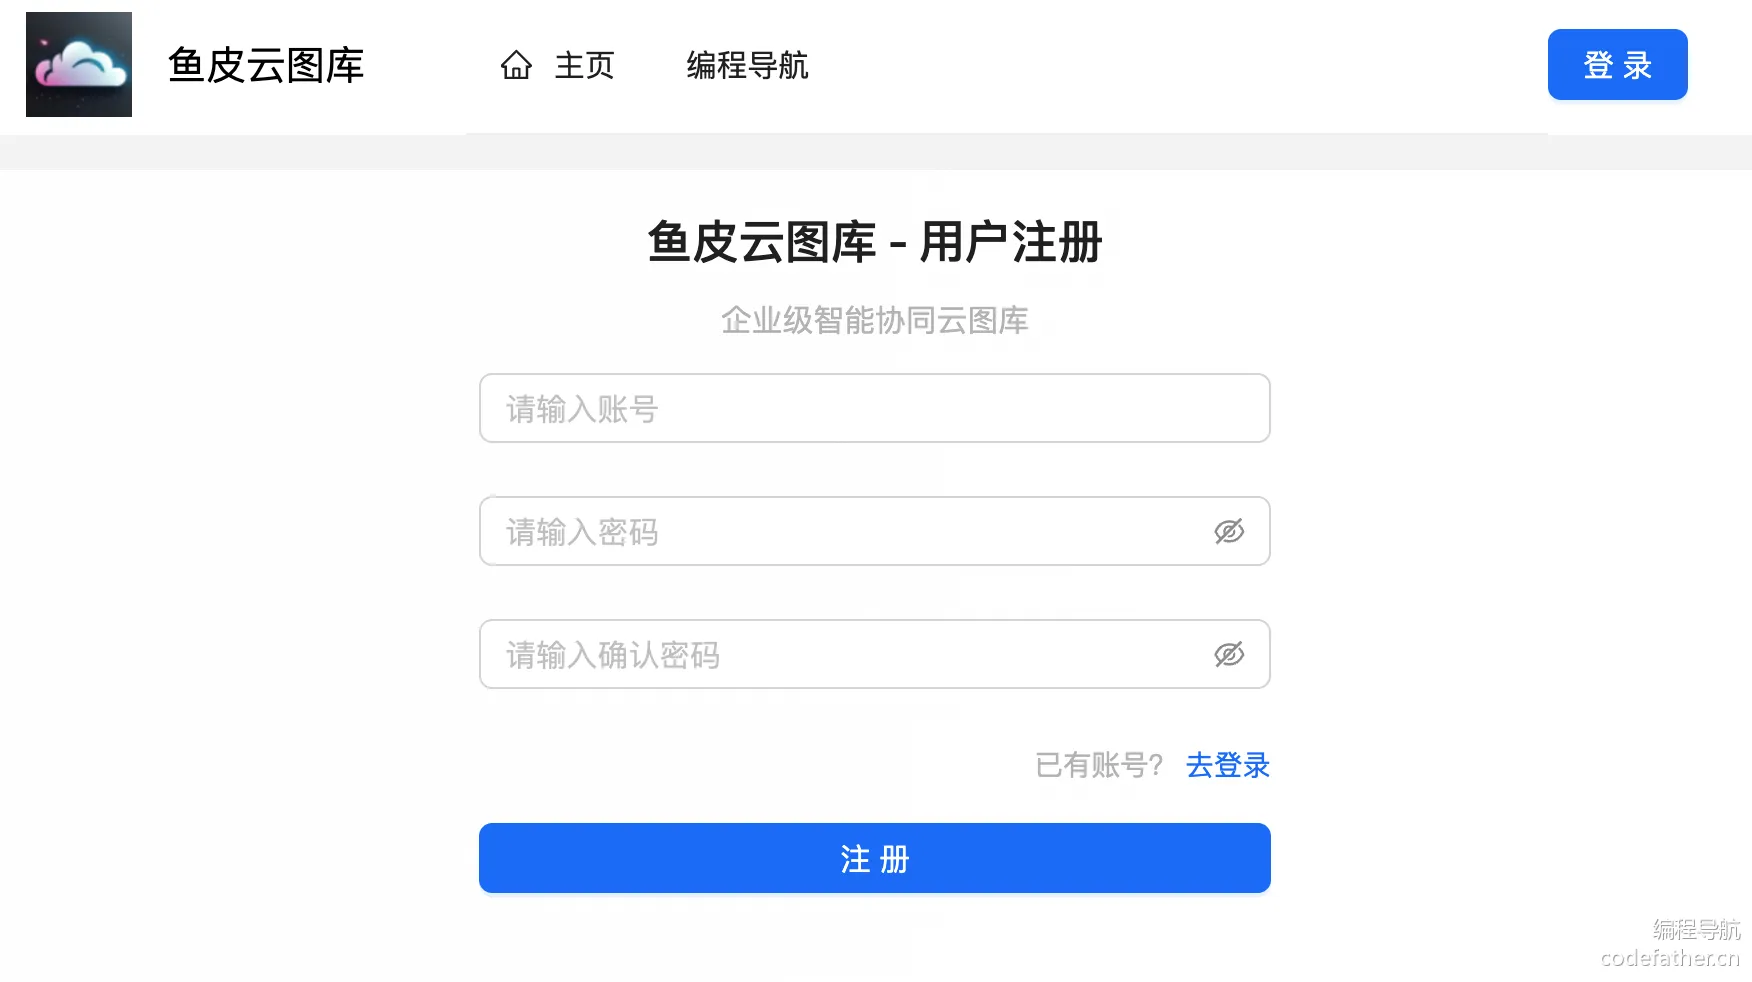 鱼皮云图库 主页 编程导航 登 录
鱼皮云图库 - 用户注册
企业级智能协同云图库
请输入账号
请输入密码
请输入确认密码
已有账号? 去登录
注 册
编程导航
codefather.cn